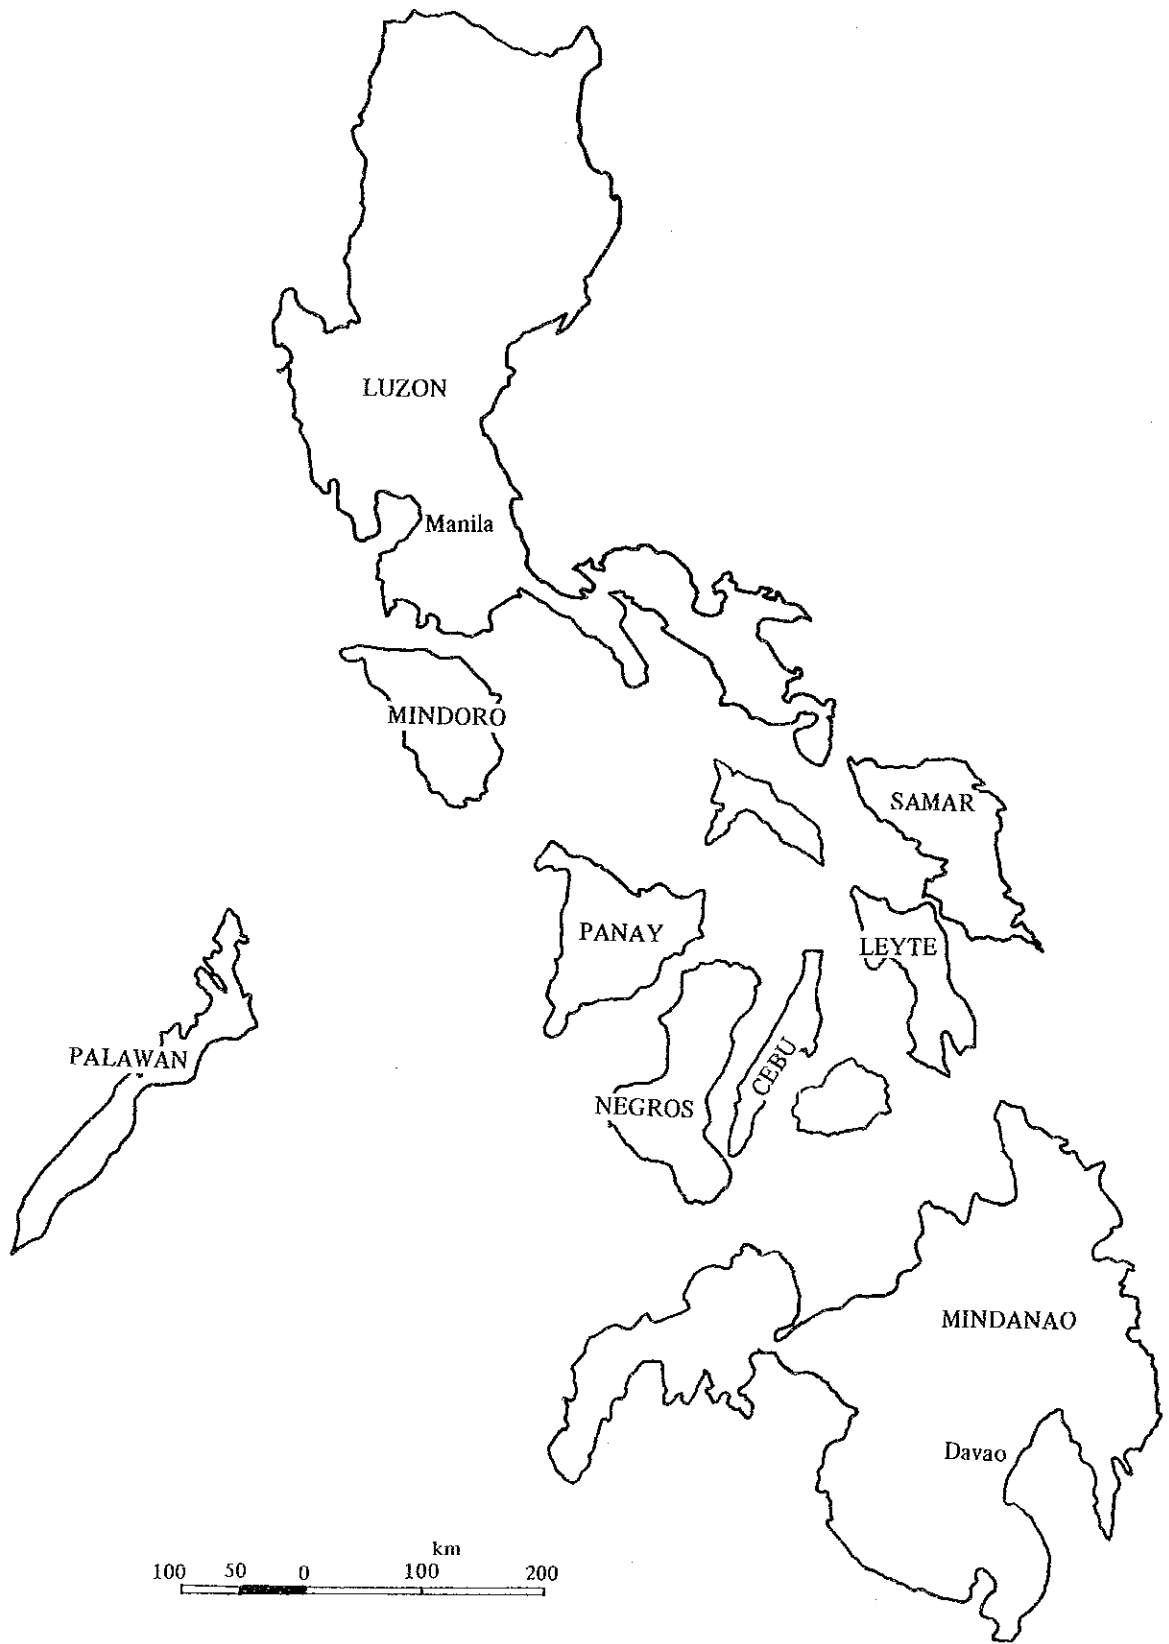 LUZON
Manila
MINDORO
SAMAR
PANAY
LEYTE
PALAWAN
CEBU
NEGROS
MINDANAO
Davao
km
100 50 0 100 200